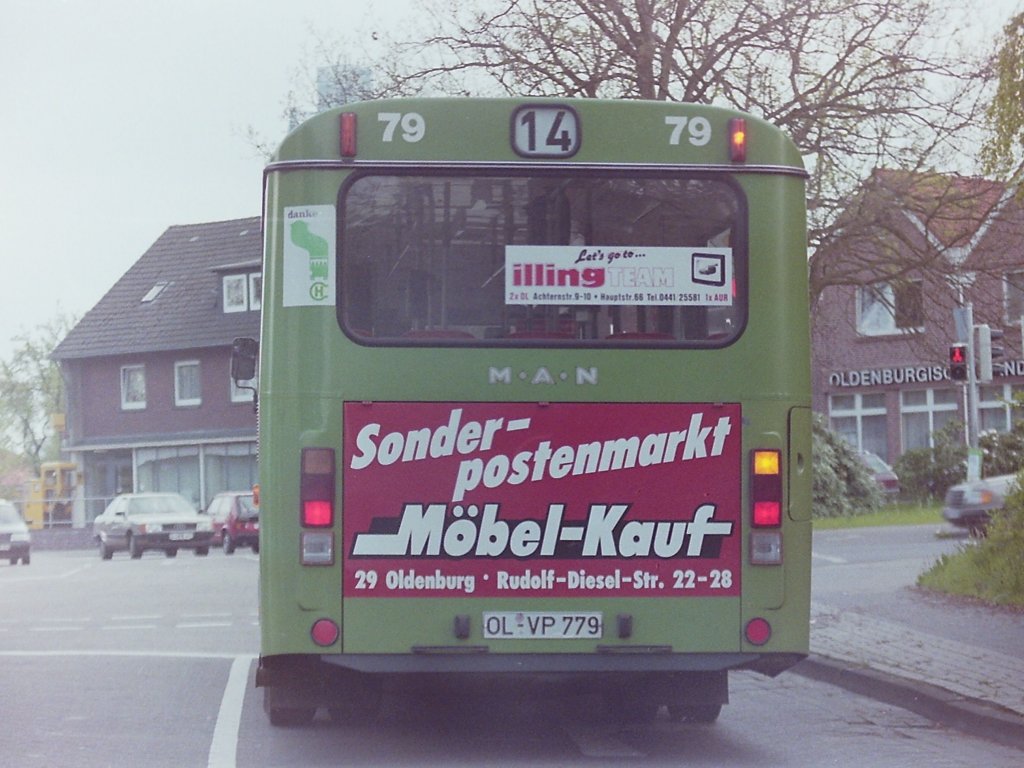 79 14 79
danke
H
Let's go to...
illing TEAM
2x OL Achternstr. 9-10 • Hauptstr. 66 Tel. 0441 25581 1x AUR
M·A·N
Sonder-
postenmarkt
Möbel-Kauf
29 Oldenburg · Rudolf-Diesel-Str. 22-28
OL-VP 779
OLDENBURGISC